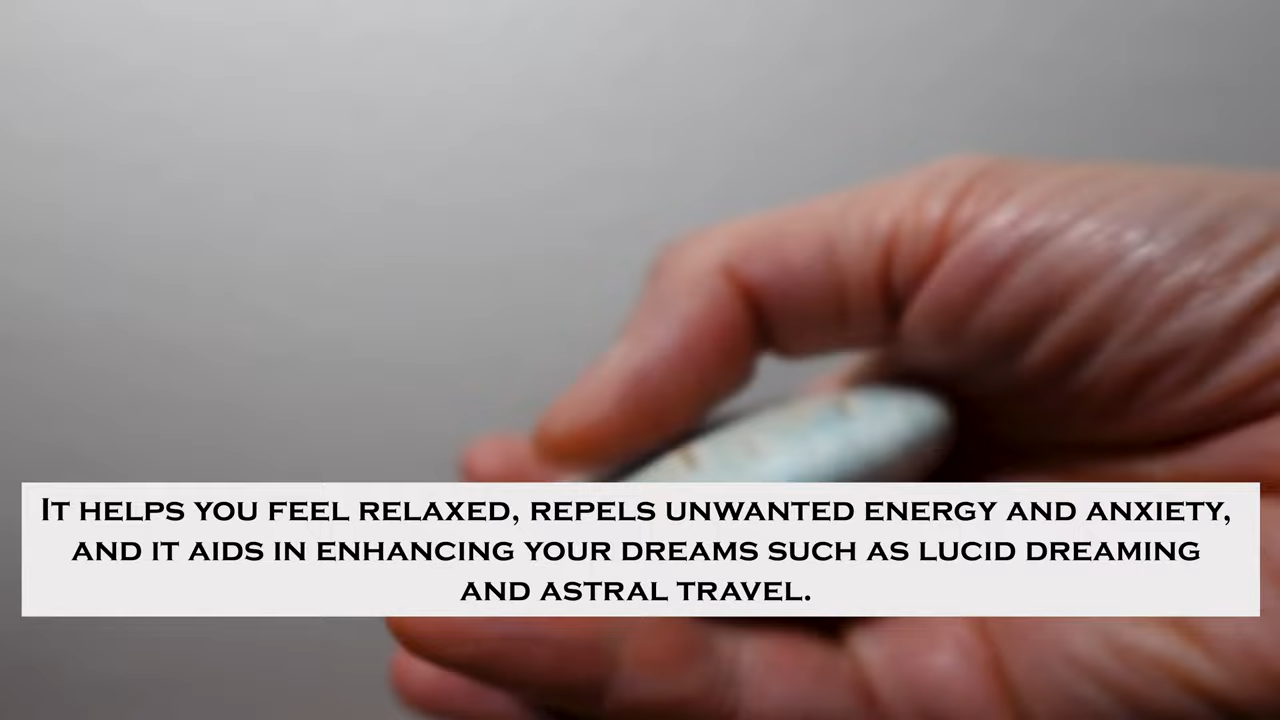 It helps you feel relaxed, repels unwanted energy and anxiety,
and it aids in enhancing your dreams such as lucid dreaming
and astral travel.